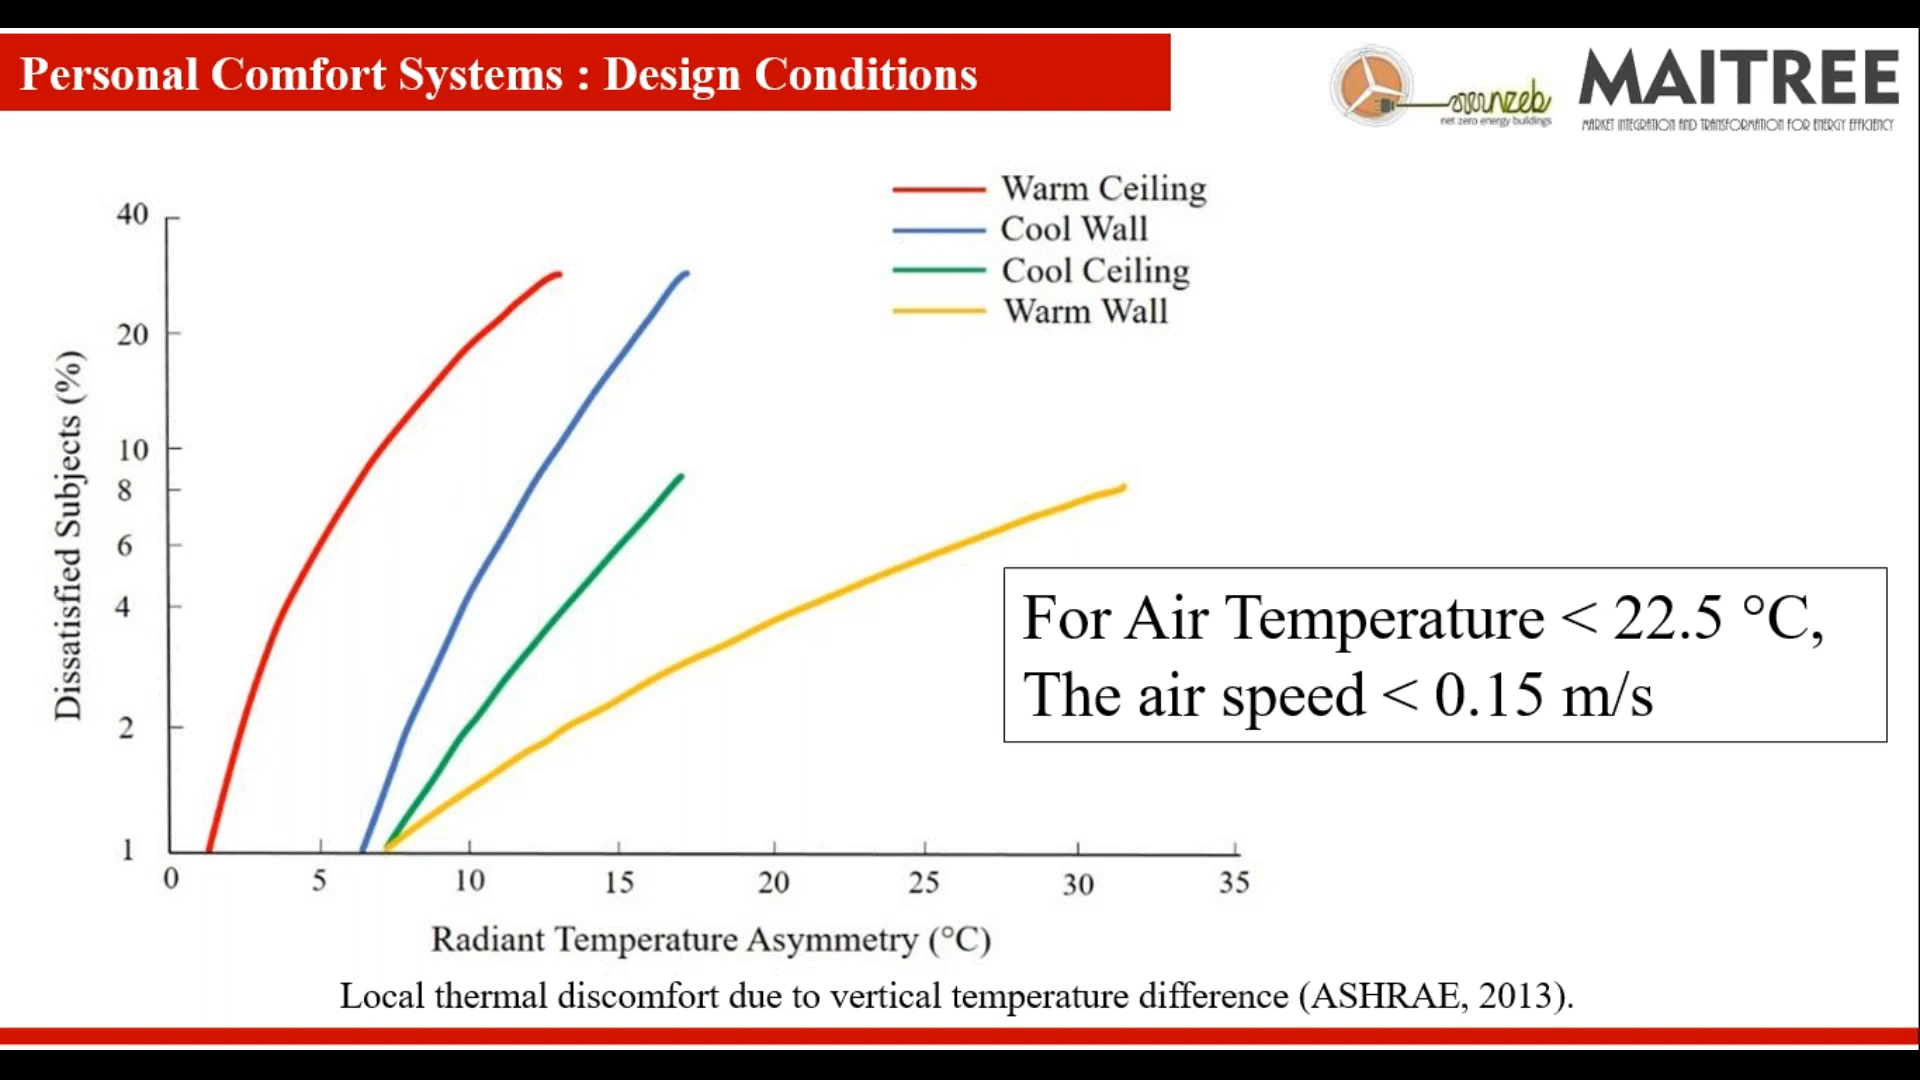 Personal Comfort Systems : Design Conditions
nzeb
net zero energy buildings
MAITREE
MARKET INTEGRATION AND TRANSFORMATION FOR ENERGY EFFICIENCY
Warm Ceiling
Cool Wall
Cool Ceiling
Warm Wall
40
20
10
8
6
4
2
1
Dissatisfied Subjects (%)
0 5 10 15 20 25 30 35
Radiant Temperature Asymmetry (°C)
For Air Temperature < 22.5 °C,
The air speed < 0.15 m/s
Local thermal discomfort due to vertical temperature difference (ASHRAE, 2013).